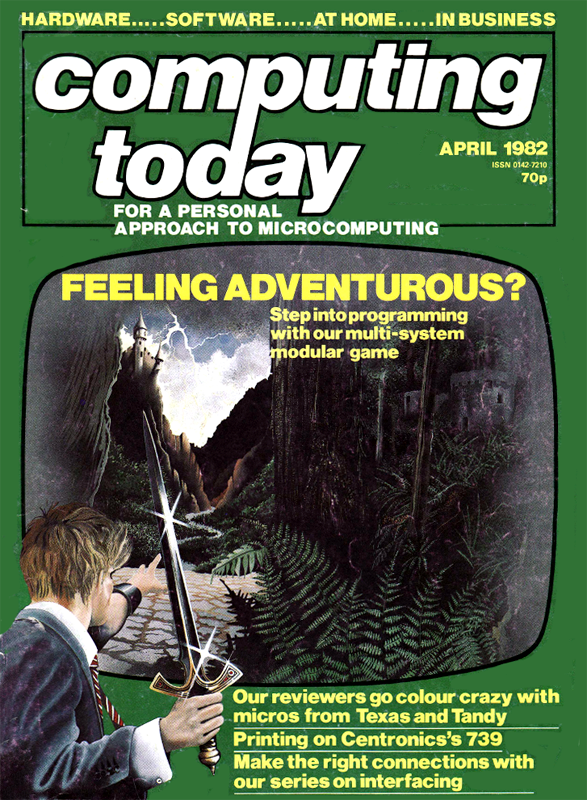 HARDWARE.....SOFTWARE.....AT HOME.....IN BUSINESS
computing
today
APRIL 1982
ISSN 0142-7210
70p
FOR A PERSONAL
APPROACH TO MICROCOMPUTING
FEELING ADVENTUROUS?
Step into programming
with our multi-system
modular game
Our reviewers go colour crazy with
micros from Texas and Tandy
Printing on Centronics's 739
Make the right connections with
our series on interfacing